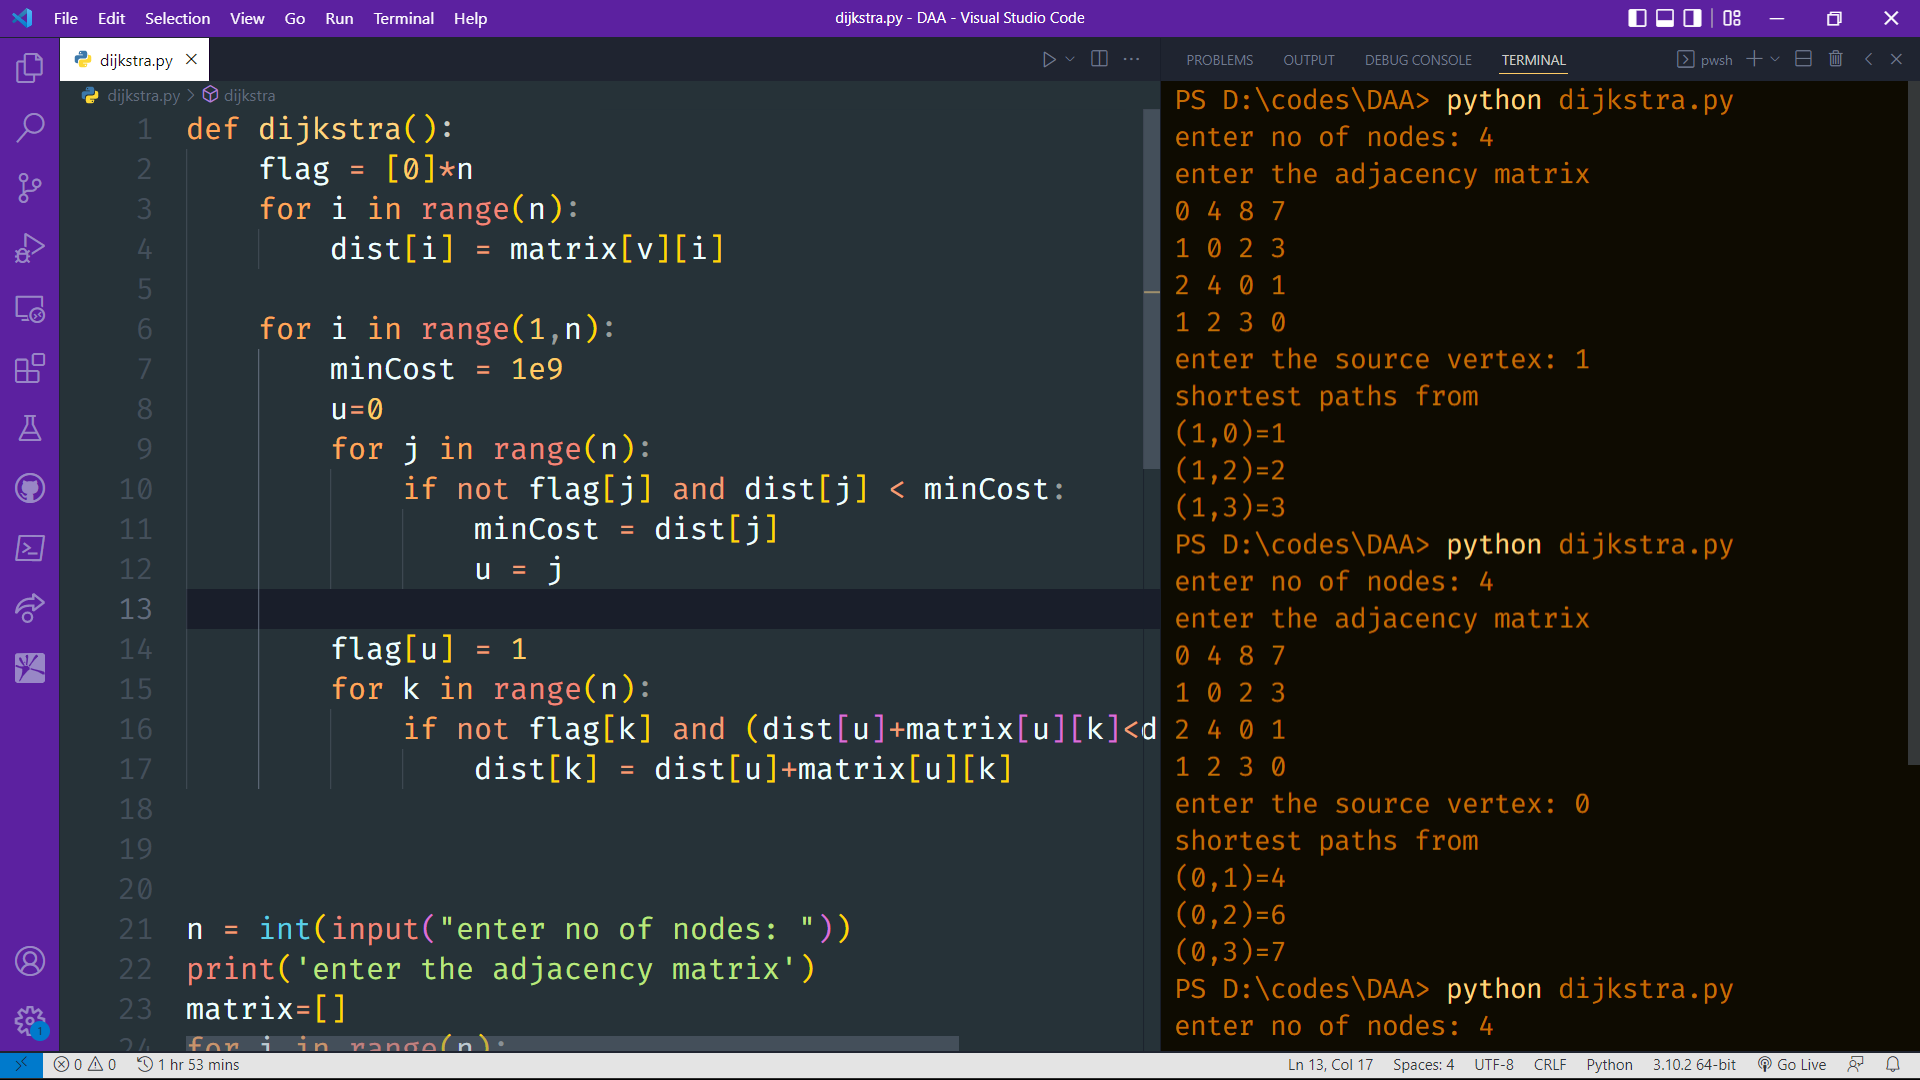 File Edit Selection View Go Run Terminal Help
dijkstra.py - DAA - Visual Studio Code
dijkstra.py
dijkstra.py > dijkstra
1 def dijkstra():
2     flag = [0]*n
3     for i in range(n):
4         dist[i] = matrix[v][i]
5
6     for i in range(1,n):
7         minCost = 1e9
8         u=0
9         for j in range(n):
10             if not flag[j] and dist[j] < minCost:
11                 minCost = dist[j]
12                 u = j
13
14         flag[u] = 1
15         for k in range(n):
16             if not flag[k] and (dist[u]+matrix[u][k]<d
17                 dist[k] = dist[u]+matrix[u][k]
18
19
20
21 n = int(input("enter no of nodes: "))
22 print('enter the adjacency matrix')
23 matrix=[]
24 for i in range(n):
PROBLEMS OUTPUT DEBUG CONSOLE TERMINAL pwsh
PS D:\codes\DAA> python dijkstra.py
enter no of nodes: 4
enter the adjacency matrix
0 4 8 7
1 0 2 3
2 4 0 1
1 2 3 0
enter the source vertex: 1
shortest paths from
(1,0)=1
(1,2)=2
(1,3)=3
PS D:\codes\DAA> python dijkstra.py
enter no of nodes: 4
enter the adjacency matrix
0 4 8 7
1 0 2 3
2 4 0 1
1 2 3 0
enter the source vertex: 0
shortest paths from
(0,1)=4
(0,2)=6
(0,3)=7
PS D:\codes\DAA> python dijkstra.py
enter no of nodes: 4
1
0 0 1 hr 53 mins
Ln 13, Col 17 Spaces: 4 UTF-8 CRLF Python 3.10.2 64-bit Go Live